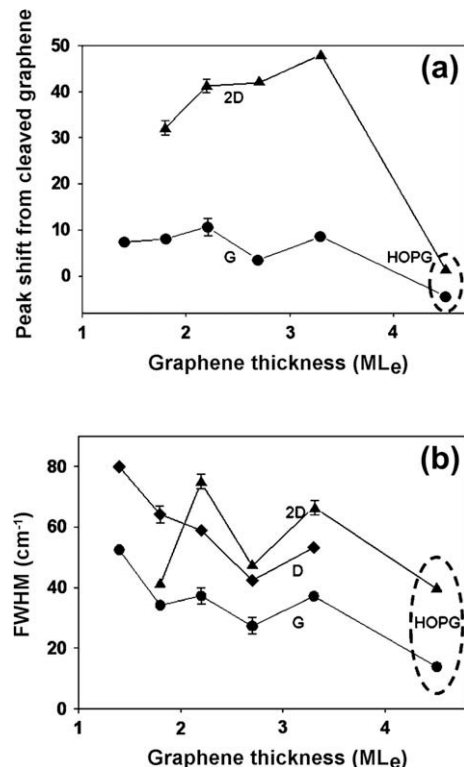 (a)
Peak shift from cleaved graphene
50
40
30
20
10
0
2D
G
HOPG
1 2 3 4
Graphene thickness (MLe)
(b)
FWHM (cm⁻¹)
100
80
60
40
20
0
2D
D
G
HOPG
1 2 3 4
Graphene thickness (MLe)